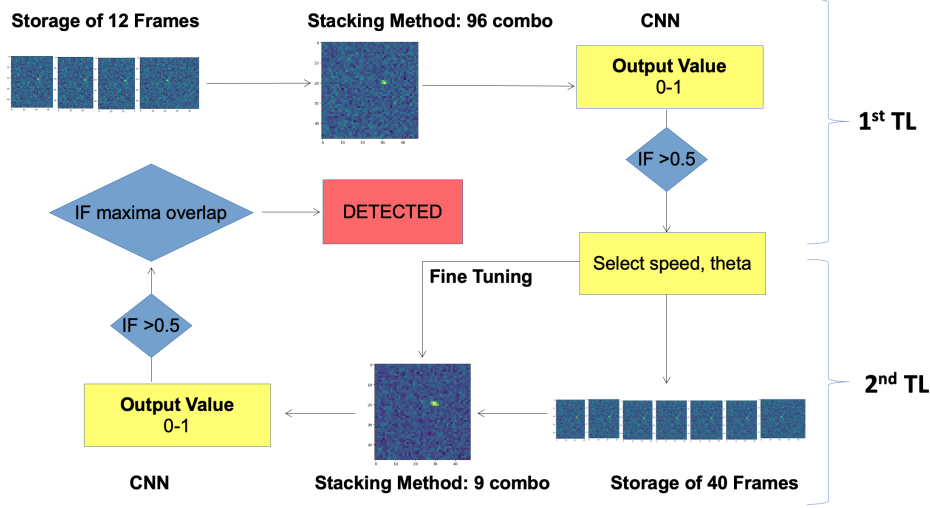 Storage of 12 Frames
Stacking Method: 96 combo
CNN
Output Value
0-1
1st TL
IF >0.5
IF maxima overlap
DETECTED
Select speed, theta
Fine Tuning
IF >0.5
2nd TL
Output Value
0-1
CNN
Stacking Method: 9 combo
Storage of 40 Frames